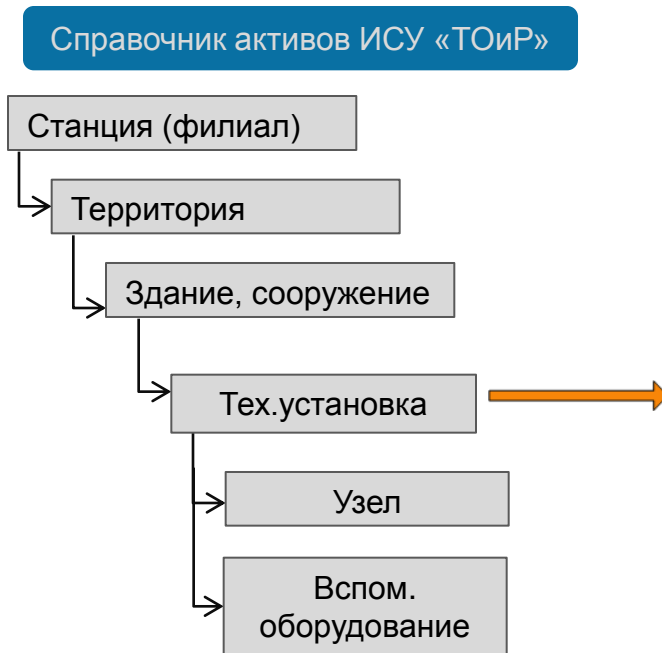 Справочник активов ИСУ «ТОиР»
Станция (филиал)
Территория
Здание, сооружение
Тех.установка
Узел
Вспом.
оборудование